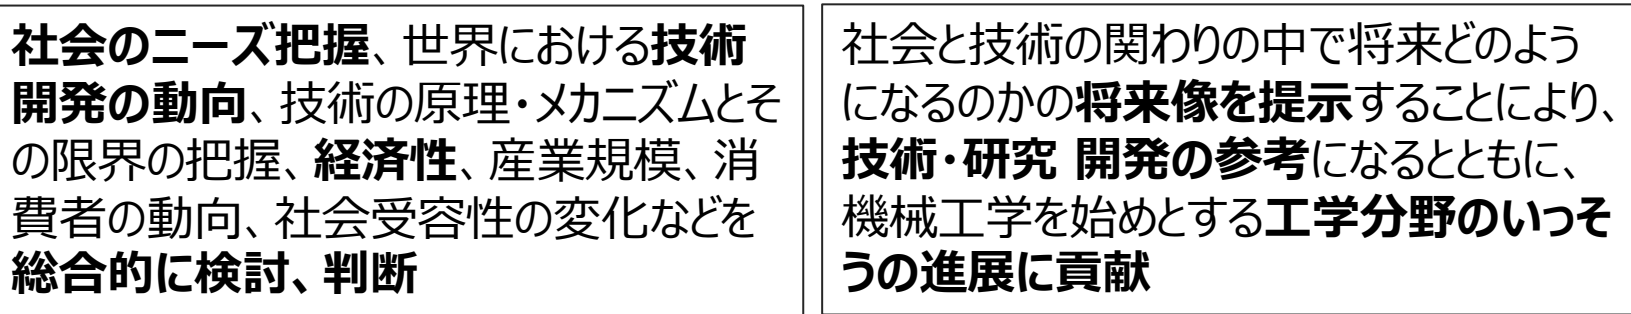 社会のニーズ把握、世界における技術
開発の動向、技術の原理・メカニズムとそ
の限界の把握、経済性、産業規模、消
費者の動向、社会受容性の変化などを
総合的に検討、判断
社会と技術の関わりの中で将来どのよう
になるのかの将来像を提示することにより、
技術・研究 開発の参考になるとともに、
機械工学を始めとする工学分野のいっそ
うの進展に貢献